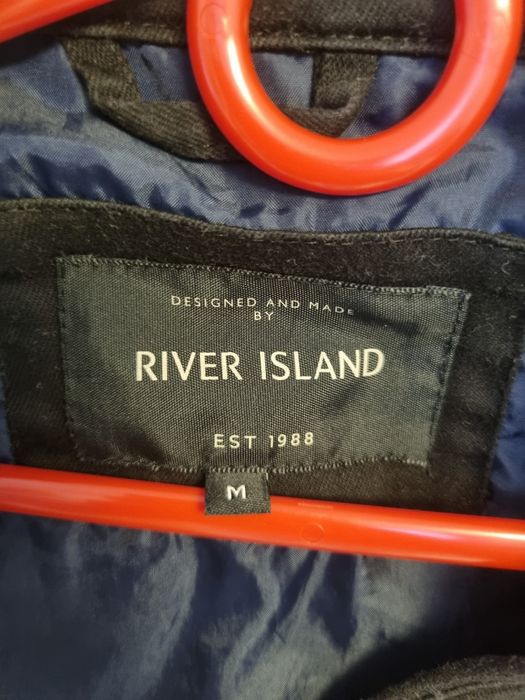 DESIGNED AND MADE
BY
RIVER ISLAND
EST 1988
M